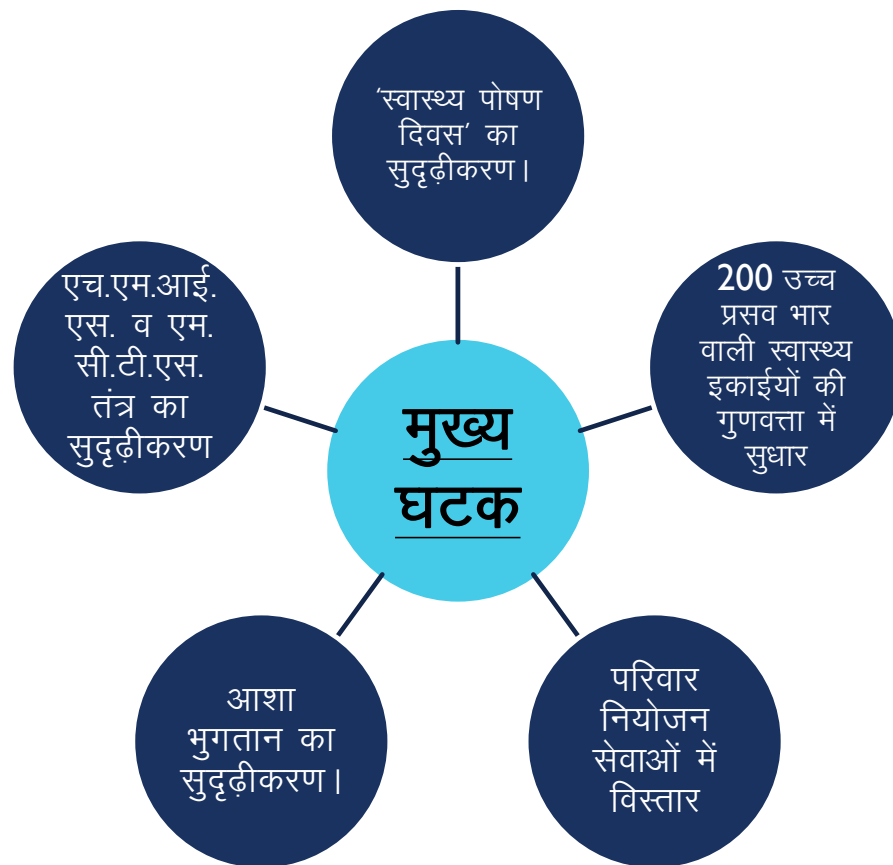 'स्वास्थ्य पोषण
दिवस' का
सुदृढ़ीकरण।
200 उच्च
प्रसव भार
वाली स्वास्थ्य
इकाईयों की
गुणवत्ता में
सुधार
परिवार
नियोजन
सेवाओं में
विस्तार
आशा
भुगतान का
सुदृढ़ीकरण।
एच.एम.आई.
एस. व एम.
सी.टी.एस.
तंत्र का
सुदृढ़ीकरण
मुख्य
घटक